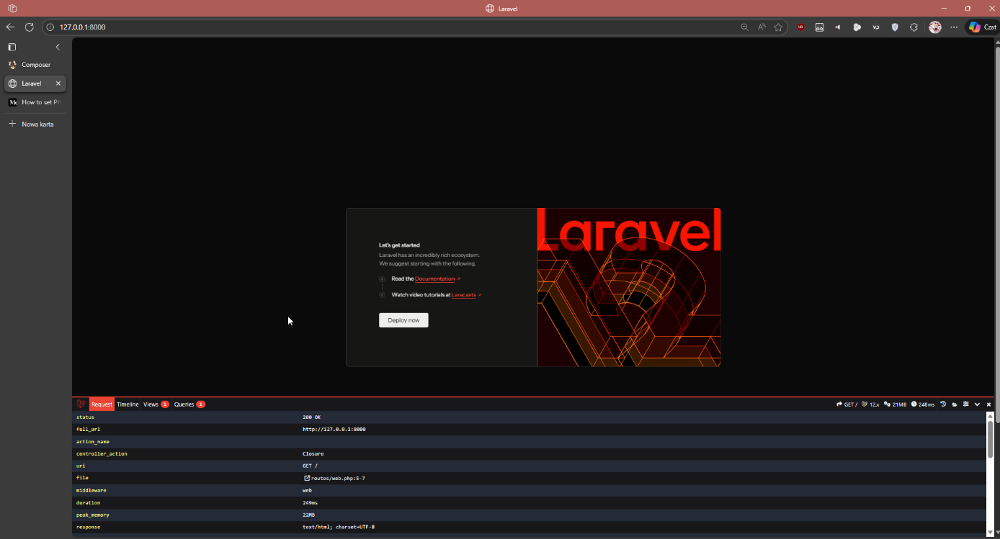 Laravel
127.0.0.1:8000
Czat
Composer
Laravel
How to set PH
Nowa karta
Let's get started
Laravel has an incredibly rich ecosystem.
We suggest starting with the following.
Read the Documentation
Watch video tutorials at Laracasts
Deploy now
Laravel
Request Timeline Views 1 Queries 1 GET / 12.x 21MB 248ms
status 200 OK
full_url http://127.0.0.1:8000
action_name
controller_action Closure
uri GET /
file routes/web.php:5-7
middleware web
duration 249ms
peak_memory 22MB
response text/html; charset=UTF-8